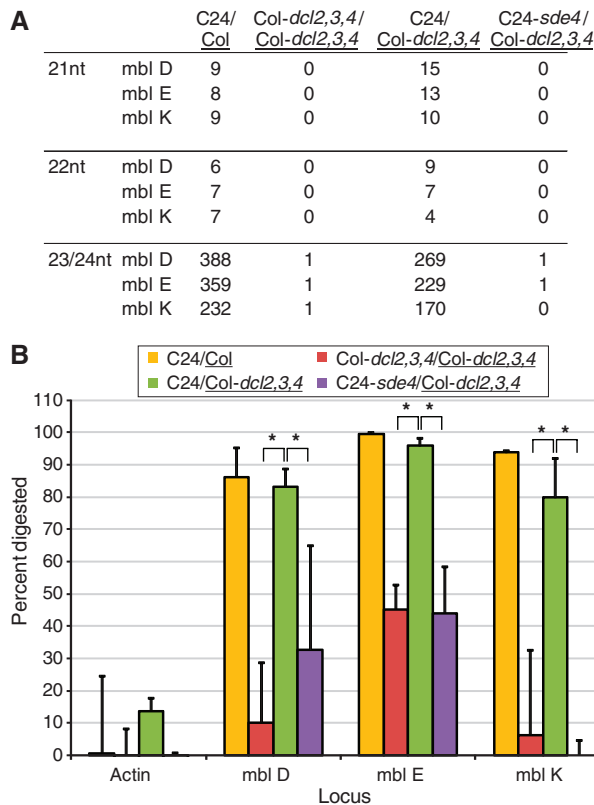 A
C24/ Col-dcl2,3,4/ C24/ C24-sde4/
Col Col-dcl2,3,4 Col-dcl2,3,4 Col-dcl2,3,4
21nt mbl D 9 0 15 0
mbl E 8 0 13 0
mbl K 9 0 10 0
22nt mbl D 6 0 9 0
mbl E 7 0 7 0
mbl K 7 0 4 0
23/24nt mbl D 388 1 269 1
mbl E 359 1 229 1
mbl K 232 1 170 0
B
C24/Col Col-dcl2,3,4/Col-dcl2,3,4
C24/Col-dcl2,3,4 C24-sde4/Col-dcl2,3,4
110
100
90
80
70
60
50
40
30
20
10
0
Percent digested
* *
* *
* *
Actin mbl D mbl E mbl K
Locus